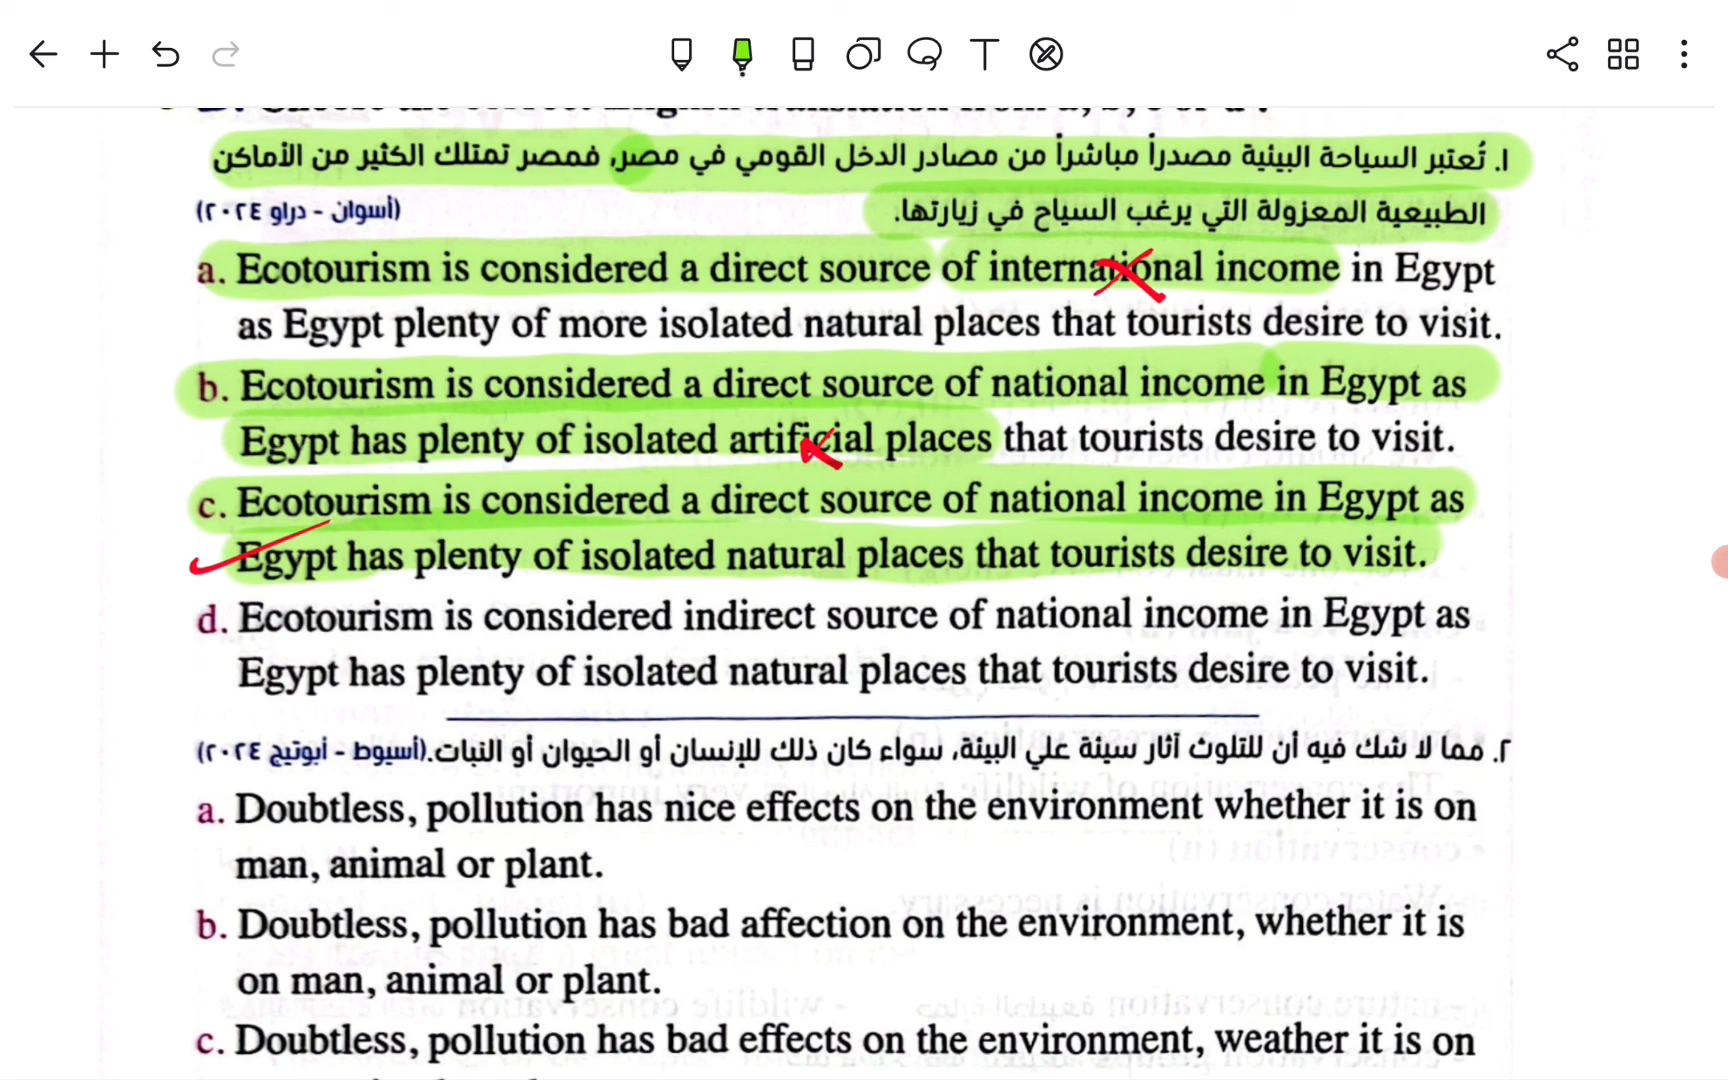 ١. تُعتبر السياحة البيئية مصدراً مباشراً من مصادر الدخل القومي في مصر، فمصر تمتلك الكثير من الأماكن
الطبيعية المعزولة التي يرغب السياح في زيارتها. (أسوان - دراو ٢٠٢٤)
a. Ecotourism is considered a direct source of international income in Egypt
as Egypt plenty of more isolated natural places that tourists desire to visit.
b. Ecotourism is considered a direct source of national income in Egypt as
Egypt has plenty of isolated artificial places that tourists desire to visit.
c. Ecotourism is considered a direct source of national income in Egypt as
Egypt has plenty of isolated natural places that tourists desire to visit.
d. Ecotourism is considered indirect source of national income in Egypt as
Egypt has plenty of isolated natural places that tourists desire to visit.
٢. مما لا شك فيه أن للتلوث آثار سيئة علي البيئة، سواء كان ذلك للإنسان أو الحيوان أو النبات. (أسيوط - أبوتيج ٢٠٢٤)
a. Doubtless, pollution has nice effects on the environment whether it is on
man, animal or plant.
b. Doubtless, pollution has bad affection on the environment, whether it is
on man, animal or plant.
c. Doubtless, pollution has bad effects on the environment, weather it is on